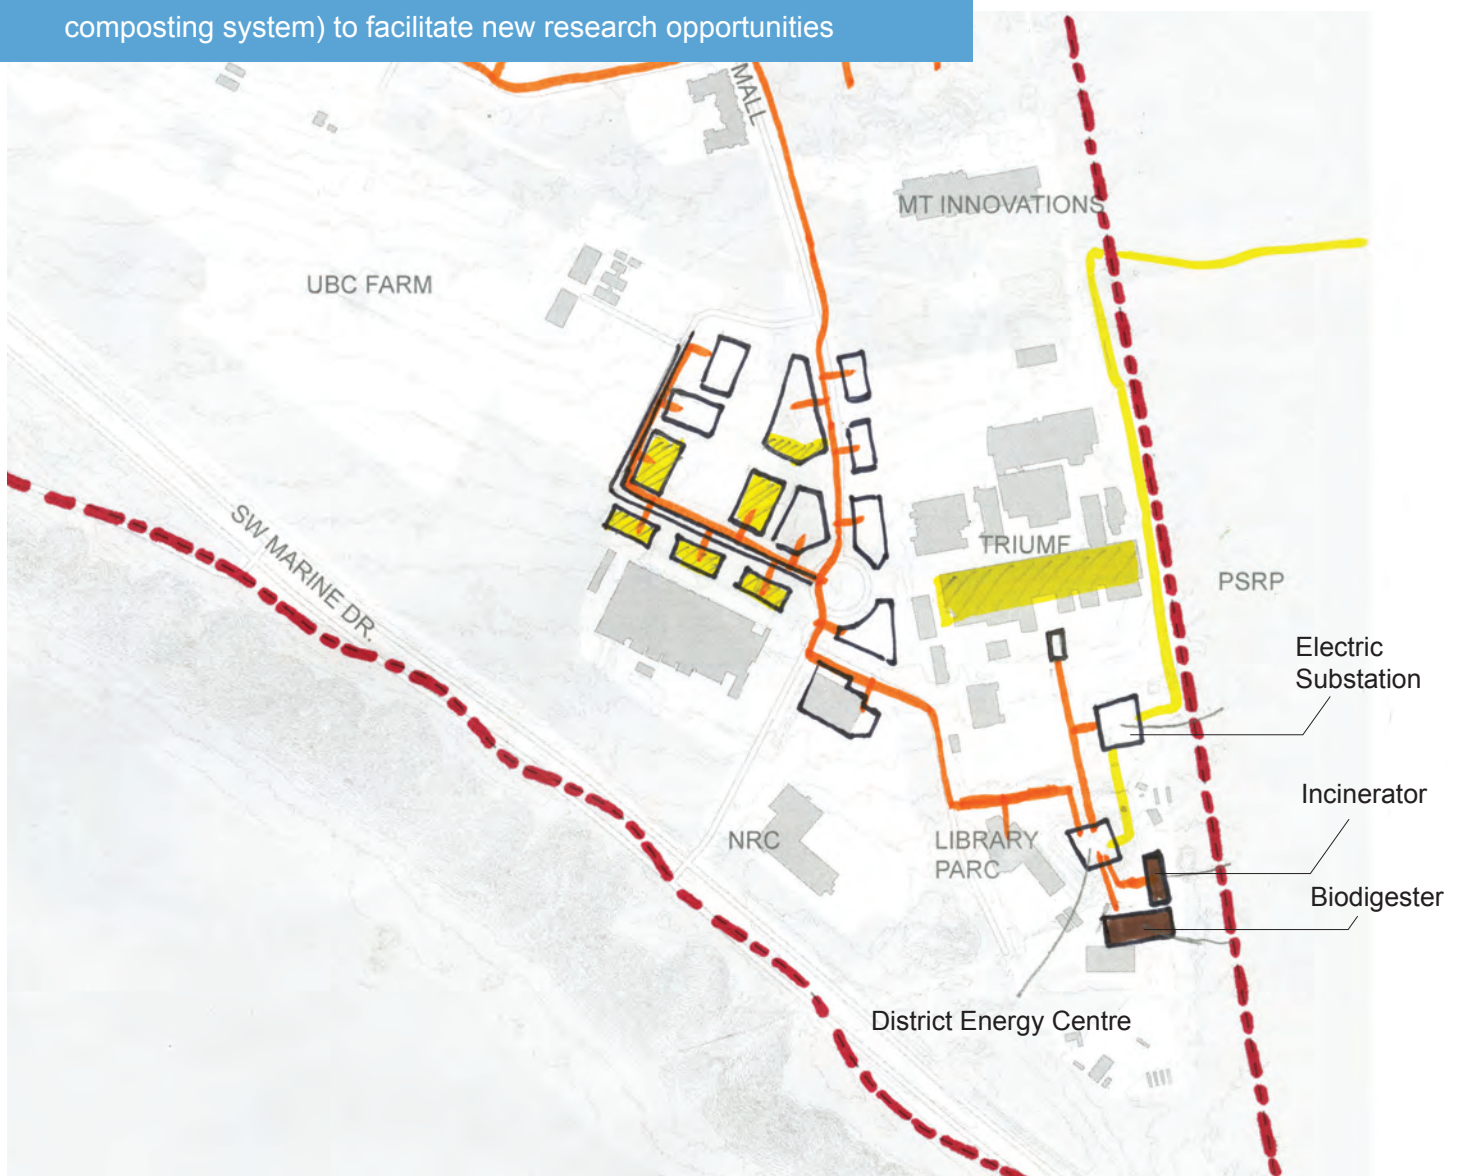 composting system) to facilitate new research opportunities
MALL
MT INNOVATIONS
UBC FARM
SW MARINE DR.
TRIUMF
PSRP
Electric
Substation
Incinerator
NRC
LIBRARY
PARC
Biodigester
District Energy Centre